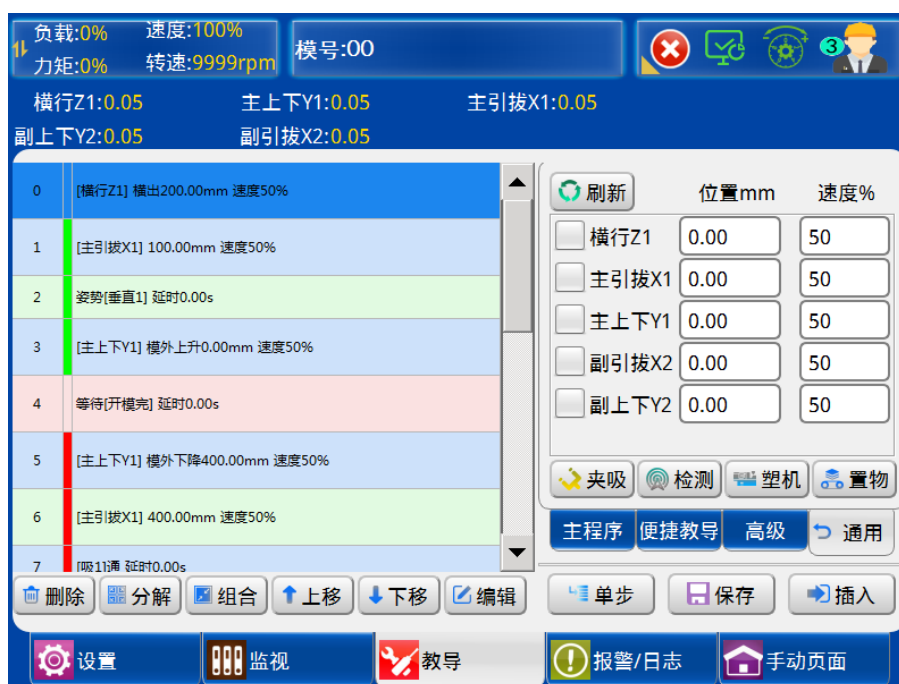 负载:0% 速度:100%
力矩:0% 转速:9999rpm
模号:00
3
横行Z1:0.05 主上下Y1:0.05 主引拔X1:0.05
副上下Y2:0.05 副引拔X2:0.05
0 [横行Z1] 横出200.00mm 速度50%
1 [主引拔X1] 100.00mm 速度50%
2 姿势[垂直1] 延时0.00s
3 [主上下Y1] 模外上升0.00mm 速度50%
4 等待[开模完] 延时0.00s
5 [主上下Y1] 模外下降400.00mm 速度50%
6 [主引拔X1] 400.00mm 速度50%
7 [吸1]通 延时0.00s
刷新 位置mm 速度%
横行Z1 0.00 50
主引拔X1 0.00 50
主上下Y1 0.00 50
副引拔X2 0.00 50
副上下Y2 0.00 50
夹吸 检测 塑机 置物
主程序 便捷教导 高级 通用
删除 分解 组合 上移 下移 编辑 单步 保存 插入
设置 监视 教导 报警/日志 手动页面